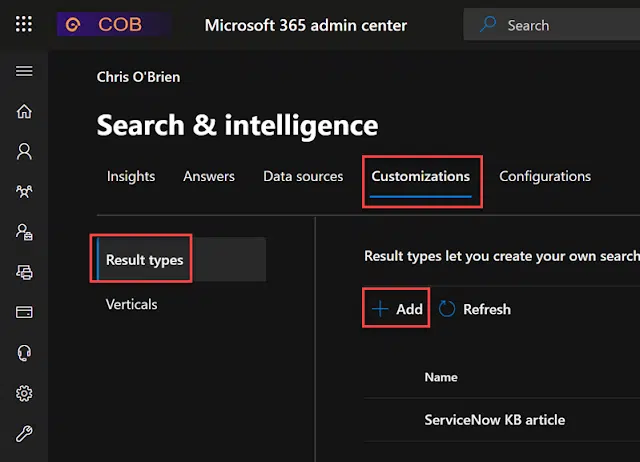 COB
Microsoft 365 admin center
Search
Chris O'Brien
Search & intelligence
Insights Answers Data sources Customizations Configurations
Result types
Verticals
Result types let you create your own search
Add Refresh
Name
ServiceNow KB article